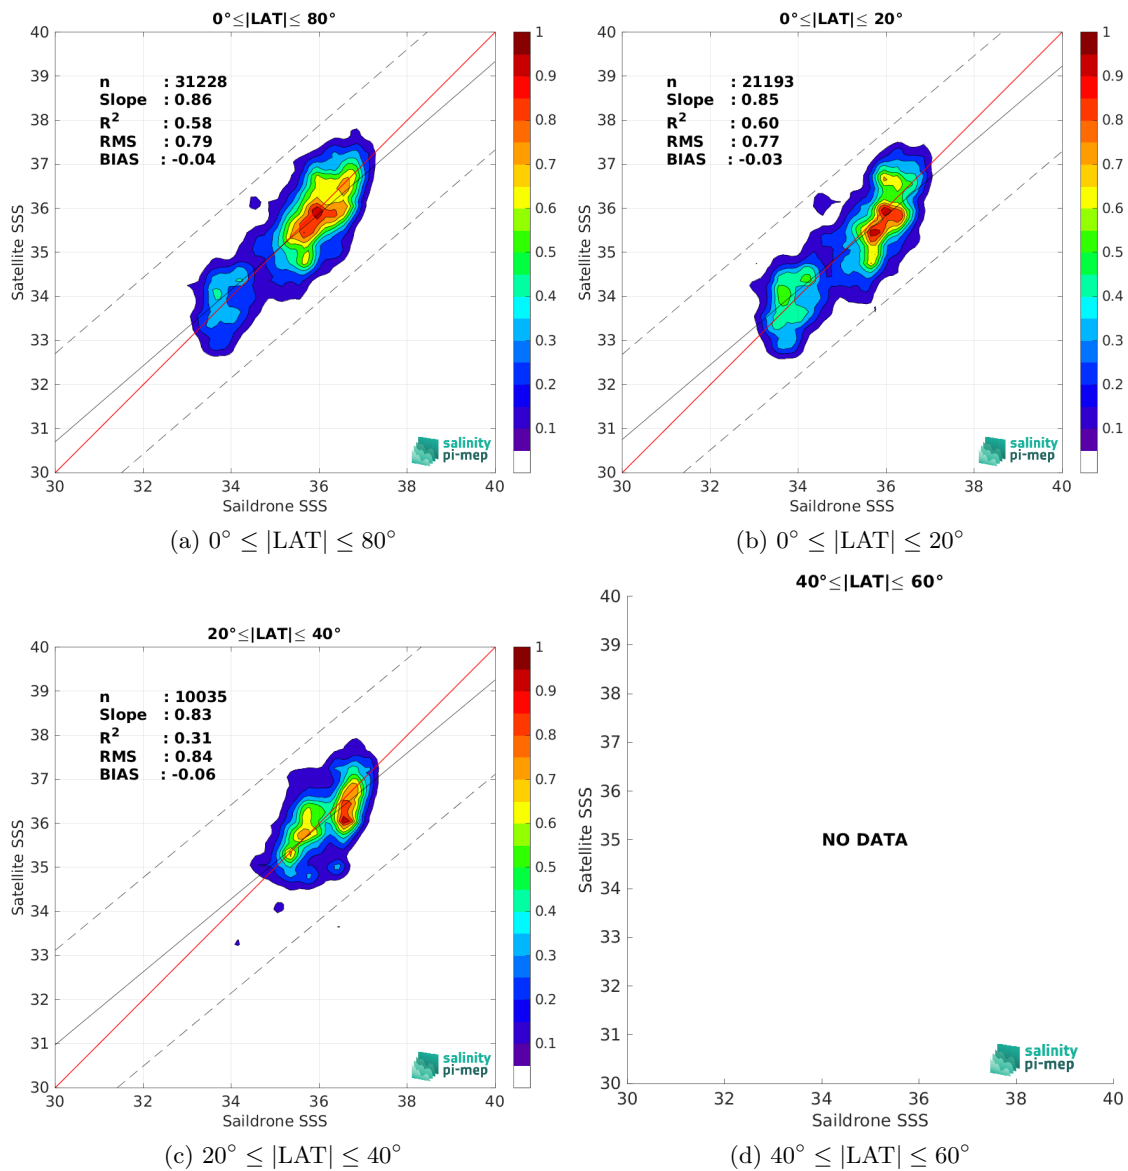 0°≤|LAT|≤ 80°
40
39
38
37
36
35
34
33
32
31
30
Satellite SSS
n : 31228
Slope : 0.86
R² : 0.58
RMS : 0.79
BIAS : -0.04
salinity
pi-mep
30 32 34 36 38 40
Saildrone SSS
1
0.9
0.8
0.7
0.6
0.5
0.4
0.3
0.2
0.1
(a) 0° ≤ |LAT| ≤ 80°
0°≤|LAT|≤ 20°
40
39
38
37
36
35
34
33
32
31
30
Satellite SSS
n : 21193
Slope : 0.85
R² : 0.60
RMS : 0.77
BIAS : -0.03
salinity
pi-mep
30 32 34 36 38 40
Saildrone SSS
1
0.9
0.8
0.7
0.6
0.5
0.4
0.3
0.2
0.1
(b) 0° ≤ |LAT| ≤ 20°
20°≤|LAT|≤ 40°
40
39
38
37
36
35
34
33
32
31
30
Satellite SSS
n : 10035
Slope : 0.83
R² : 0.31
RMS : 0.84
BIAS : -0.06
salinity
pi-mep
30 32 34 36 38 40
Saildrone SSS
1
0.9
0.8
0.7
0.6
0.5
0.4
0.3
0.2
0.1
(c) 20° ≤ |LAT| ≤ 40°
40°≤|LAT|≤ 60°
40
39
38
37
36
35
34
33
32
31
30
Satellite SSS
NO DATA
salinity
pi-mep
30 32 34 36 38 40
Saildrone SSS
(d) 40° ≤ |LAT| ≤ 60°